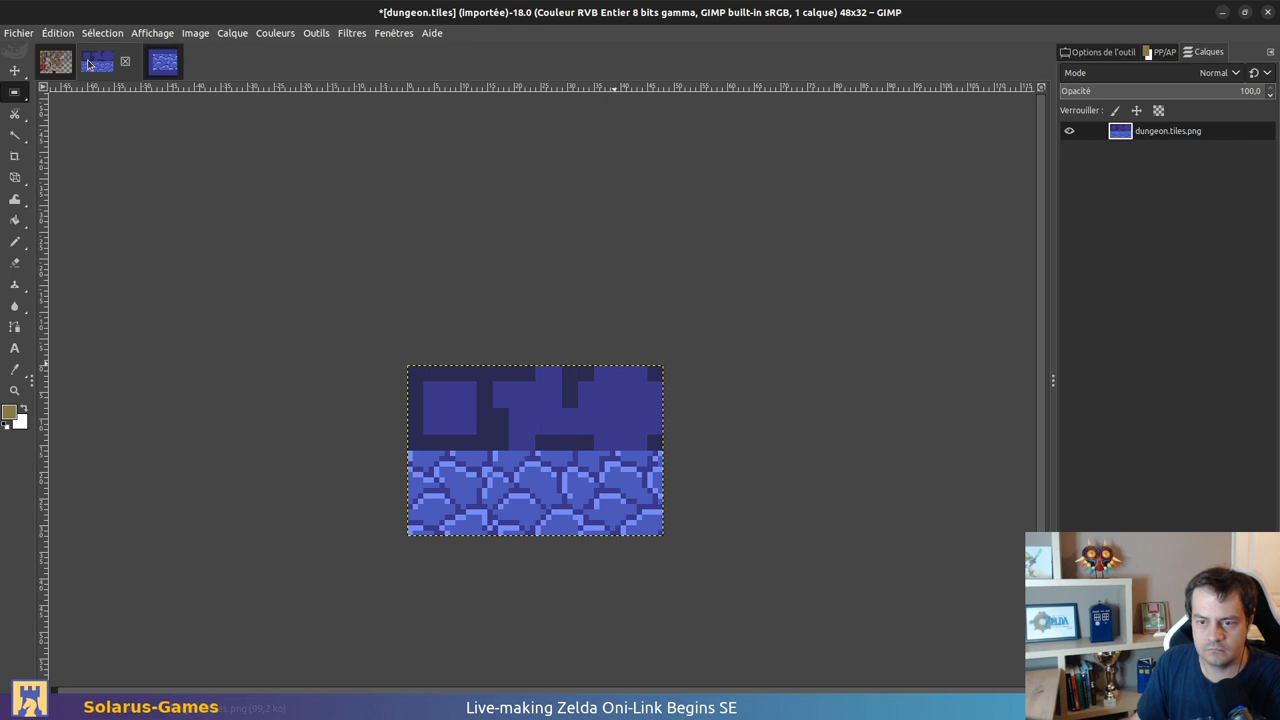 *[dungeon.tiles] (importée)-18.0 (Couleur RVB Entier 8 bits gamma, GIMP built-in sRGB, 1 calque) 48x32 – GIMP
Fichier Édition Sélection Affichage Image Calque Couleurs Outils Filtres Fenêtres Aide
Options de l'outil PP/AP Calques
Mode Normal
Opacité 100,0
Verrouiller :
dungeon.tiles.png
Solarus-Games
Live-making Zelda Oni-Link Begins SE